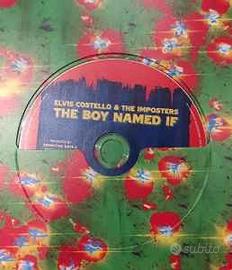 ELVIS COSTELLO & THE IMPOSTERS
THE BOY NAMED IF
subito